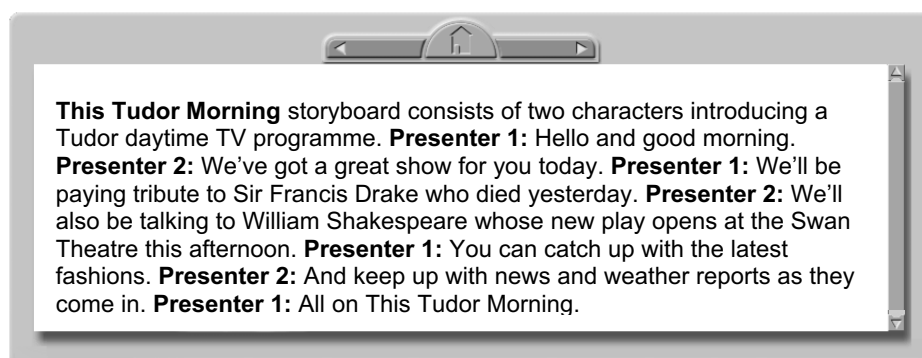 This Tudor Morning storyboard consists of two characters introducing a
Tudor daytime TV programme. Presenter 1: Hello and good morning.
Presenter 2: We’ve got a great show for you today. Presenter 1: We’ll be
paying tribute to Sir Francis Drake who died yesterday. Presenter 2: We’ll
also be talking to William Shakespeare whose new play opens at the Swan
Theatre this afternoon. Presenter 1: You can catch up with the latest
fashions. Presenter 2: And keep up with news and weather reports as they
come in. Presenter 1: All on This Tudor Morning.